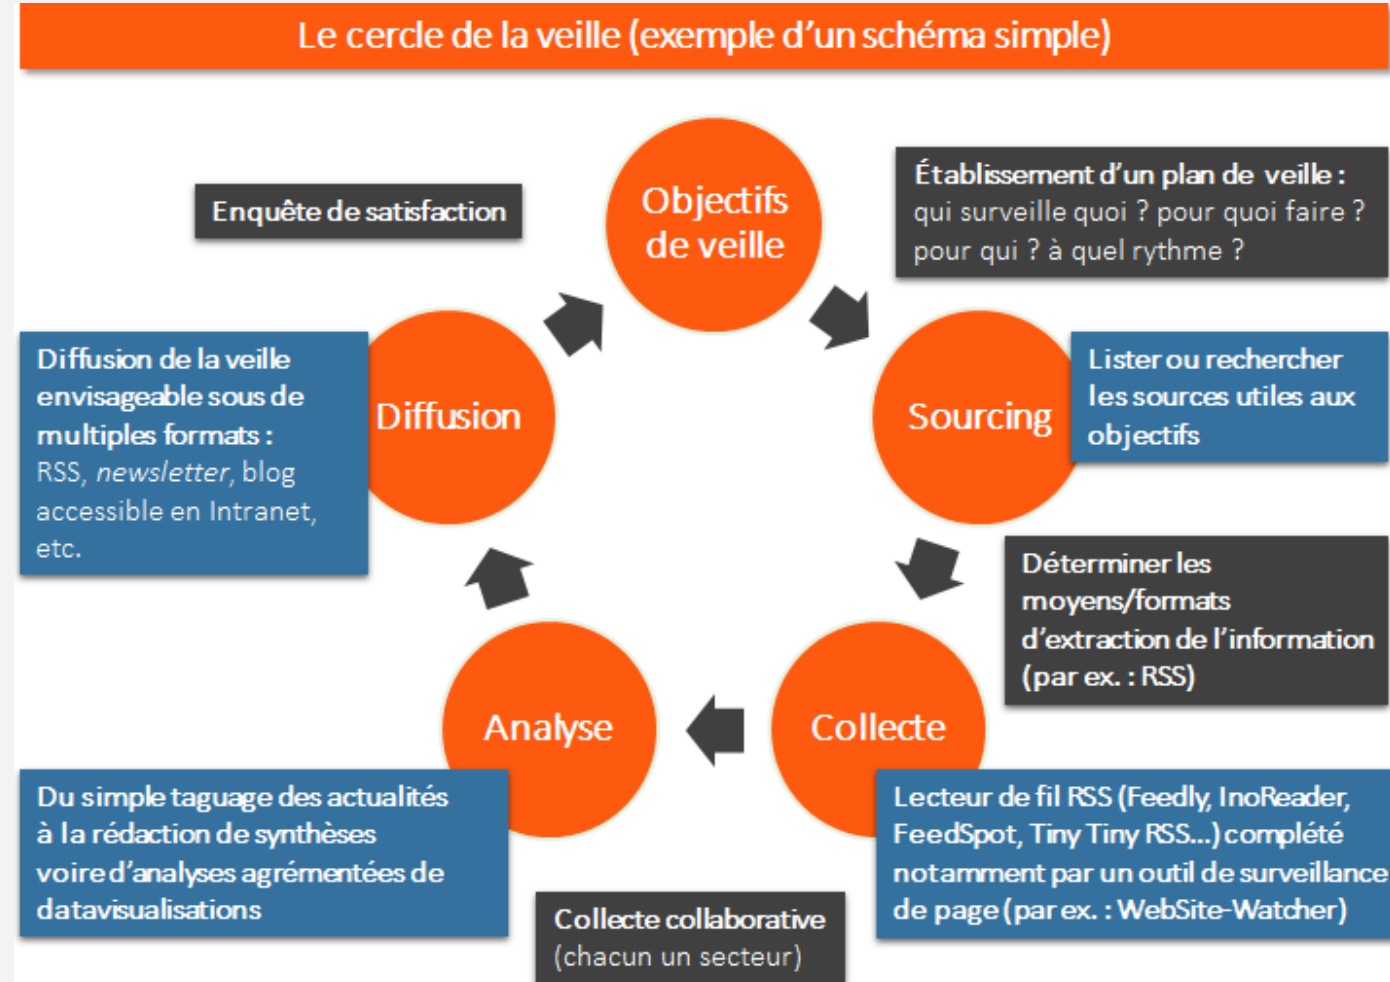 Le cercle de la veille (exemple d'un schéma simple)
Objectifs
de veille
Établissement d'un plan de veille :
qui surveille quoi ? pour quoi faire ?
pour qui ? à quel rythme ?
Sourcing
Lister ou rechercher
les sources utiles aux
objectifs
Déterminer les
moyens/formats
d'extraction de l'information
(par ex. : RSS)
Collecte
Lecteur de fil RSS (Feedly, InoReader,
FeedSpot, Tiny Tiny RSS...) complété
notamment par un outil de surveillance
de page (par ex. : WebSite-Watcher)
Collecte collaborative
(chacun un secteur)
Analyse
Du simple taguage des actualités
à la rédaction de synthèses
voire d'analyses agrémentées de
datavisualisations
Diffusion
Diffusion de la veille
envisageable sous de
multiples formats :
RSS, newsletter, blog
accessible en Intranet,
etc.
Enquête de satisfaction